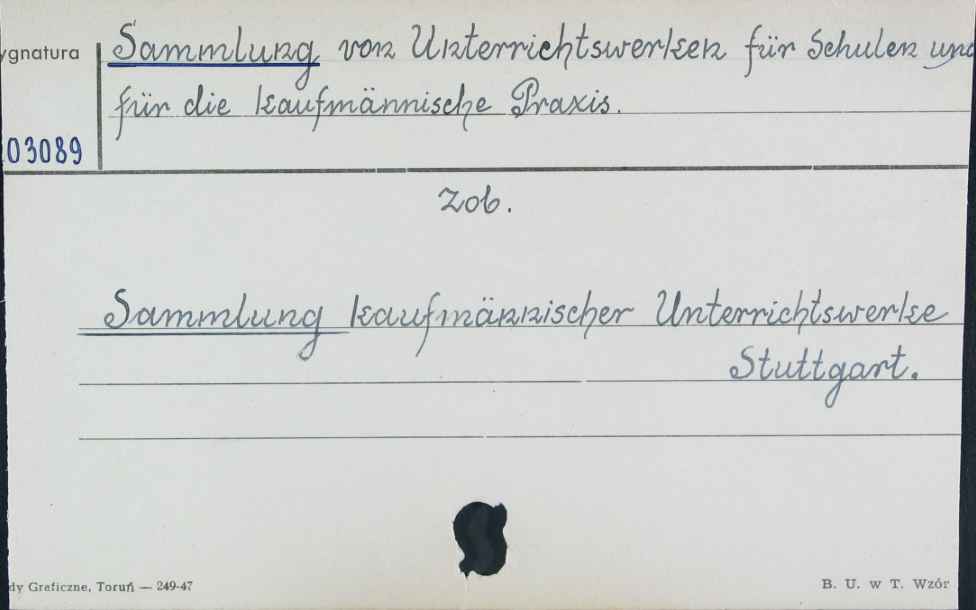 ygnatura
Sammlung von Unterrichtswerken für Schulen und
für die kaufmännische Praxis.
03089
Zob.
Sammlung kaufmännischer Unterrichtswerke
Stuttgart.
dy Graficzne, Toruń — 249-47
B. U. w T. Wzór